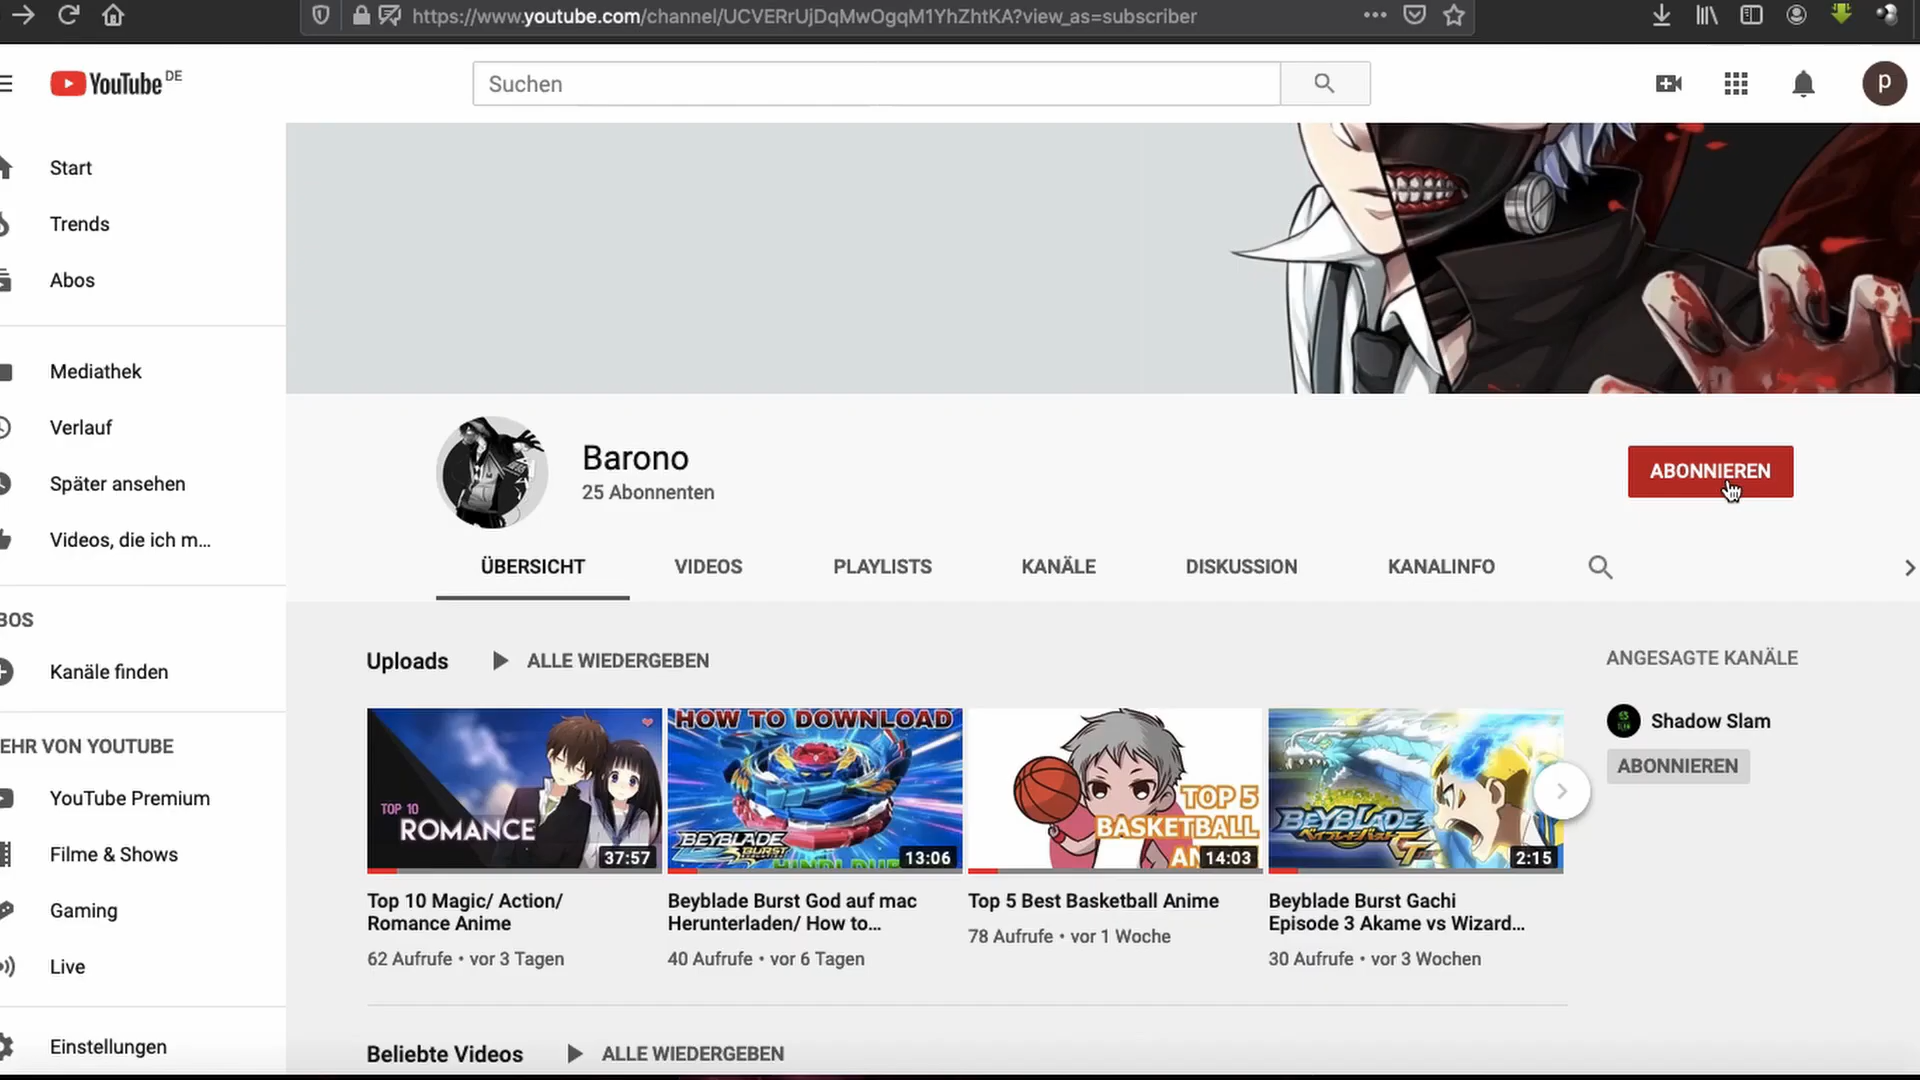 https://www.youtube.com/channel/UCVERrUjDqMwOgqM1YhZhtKA?view_as=subscriber
YouTube DE
Suchen
p
Start
Trends
Abos
Mediathek
Verlauf
Später ansehen
Videos, die ich m...
BOS
Kanäle finden
EHR VON YOUTUBE
YouTube Premium
Filme & Shows
Gaming
Live
Einstellungen
Barono
25 Abonnenten
ABONNIEREN
ÜBERSICHT VIDEOS PLAYLISTS KANÄLE DISKUSSION KANALINFO
Uploads ALLE WIEDERGEBEN
TOP 10
ROMANCE
37:57
Top 10 Magic/ Action/
Romance Anime
62 Aufrufe • vor 3 Tagen
HOW TO DOWNLOAD
BEYBLADE
BURST
HINDI DUB
13:06
Beyblade Burst God auf mac
Herunterladen/ How to...
40 Aufrufe • vor 6 Tagen
TOP 5
BASKETBALL
AN
14:03
Top 5 Best Basketball Anime
78 Aufrufe • vor 1 Woche
BEYBLADE
2:15
Beyblade Burst Gachi
Episode 3 Akame vs Wizard...
30 Aufrufe • vor 3 Wochen
ANGESAGTE KANÄLE
Shadow Slam
ABONNIEREN
Beliebte Videos ALLE WIEDERGEBEN